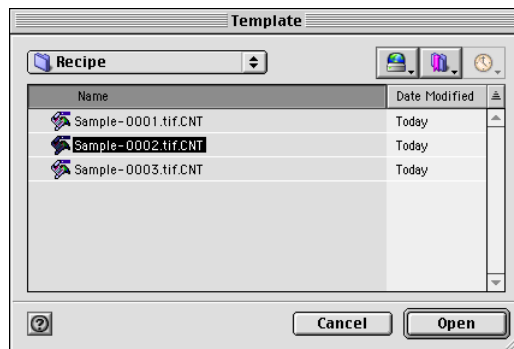 Template
Recipe
Name Date Modified
Sample-0001.tif.CNT Today
Sample-0002.tif.CNT Today
Sample-0003.tif.CNT Today
? Cancel Open